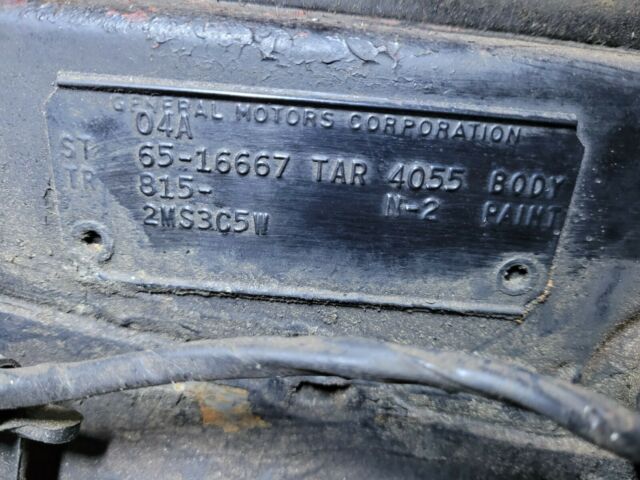 GENERAL MOTORS CORPORATION
04A
ST 65-16667 TAR 4055 BODY
TR 815- N-2 PAINT
2MS3C5W